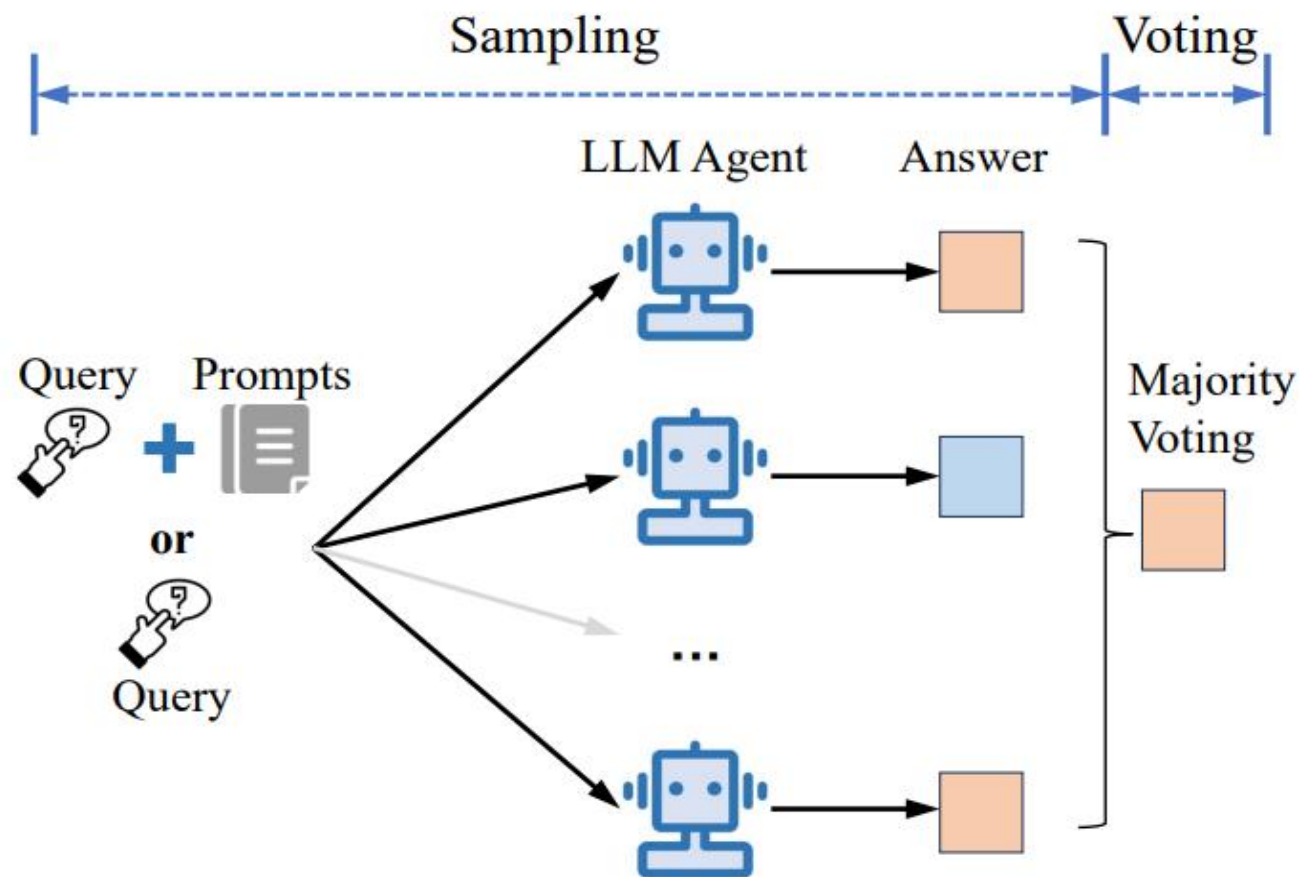 Sampling
Voting
LLM Agent
Answer
Query
Prompts
or
Query
...
Majority
Voting